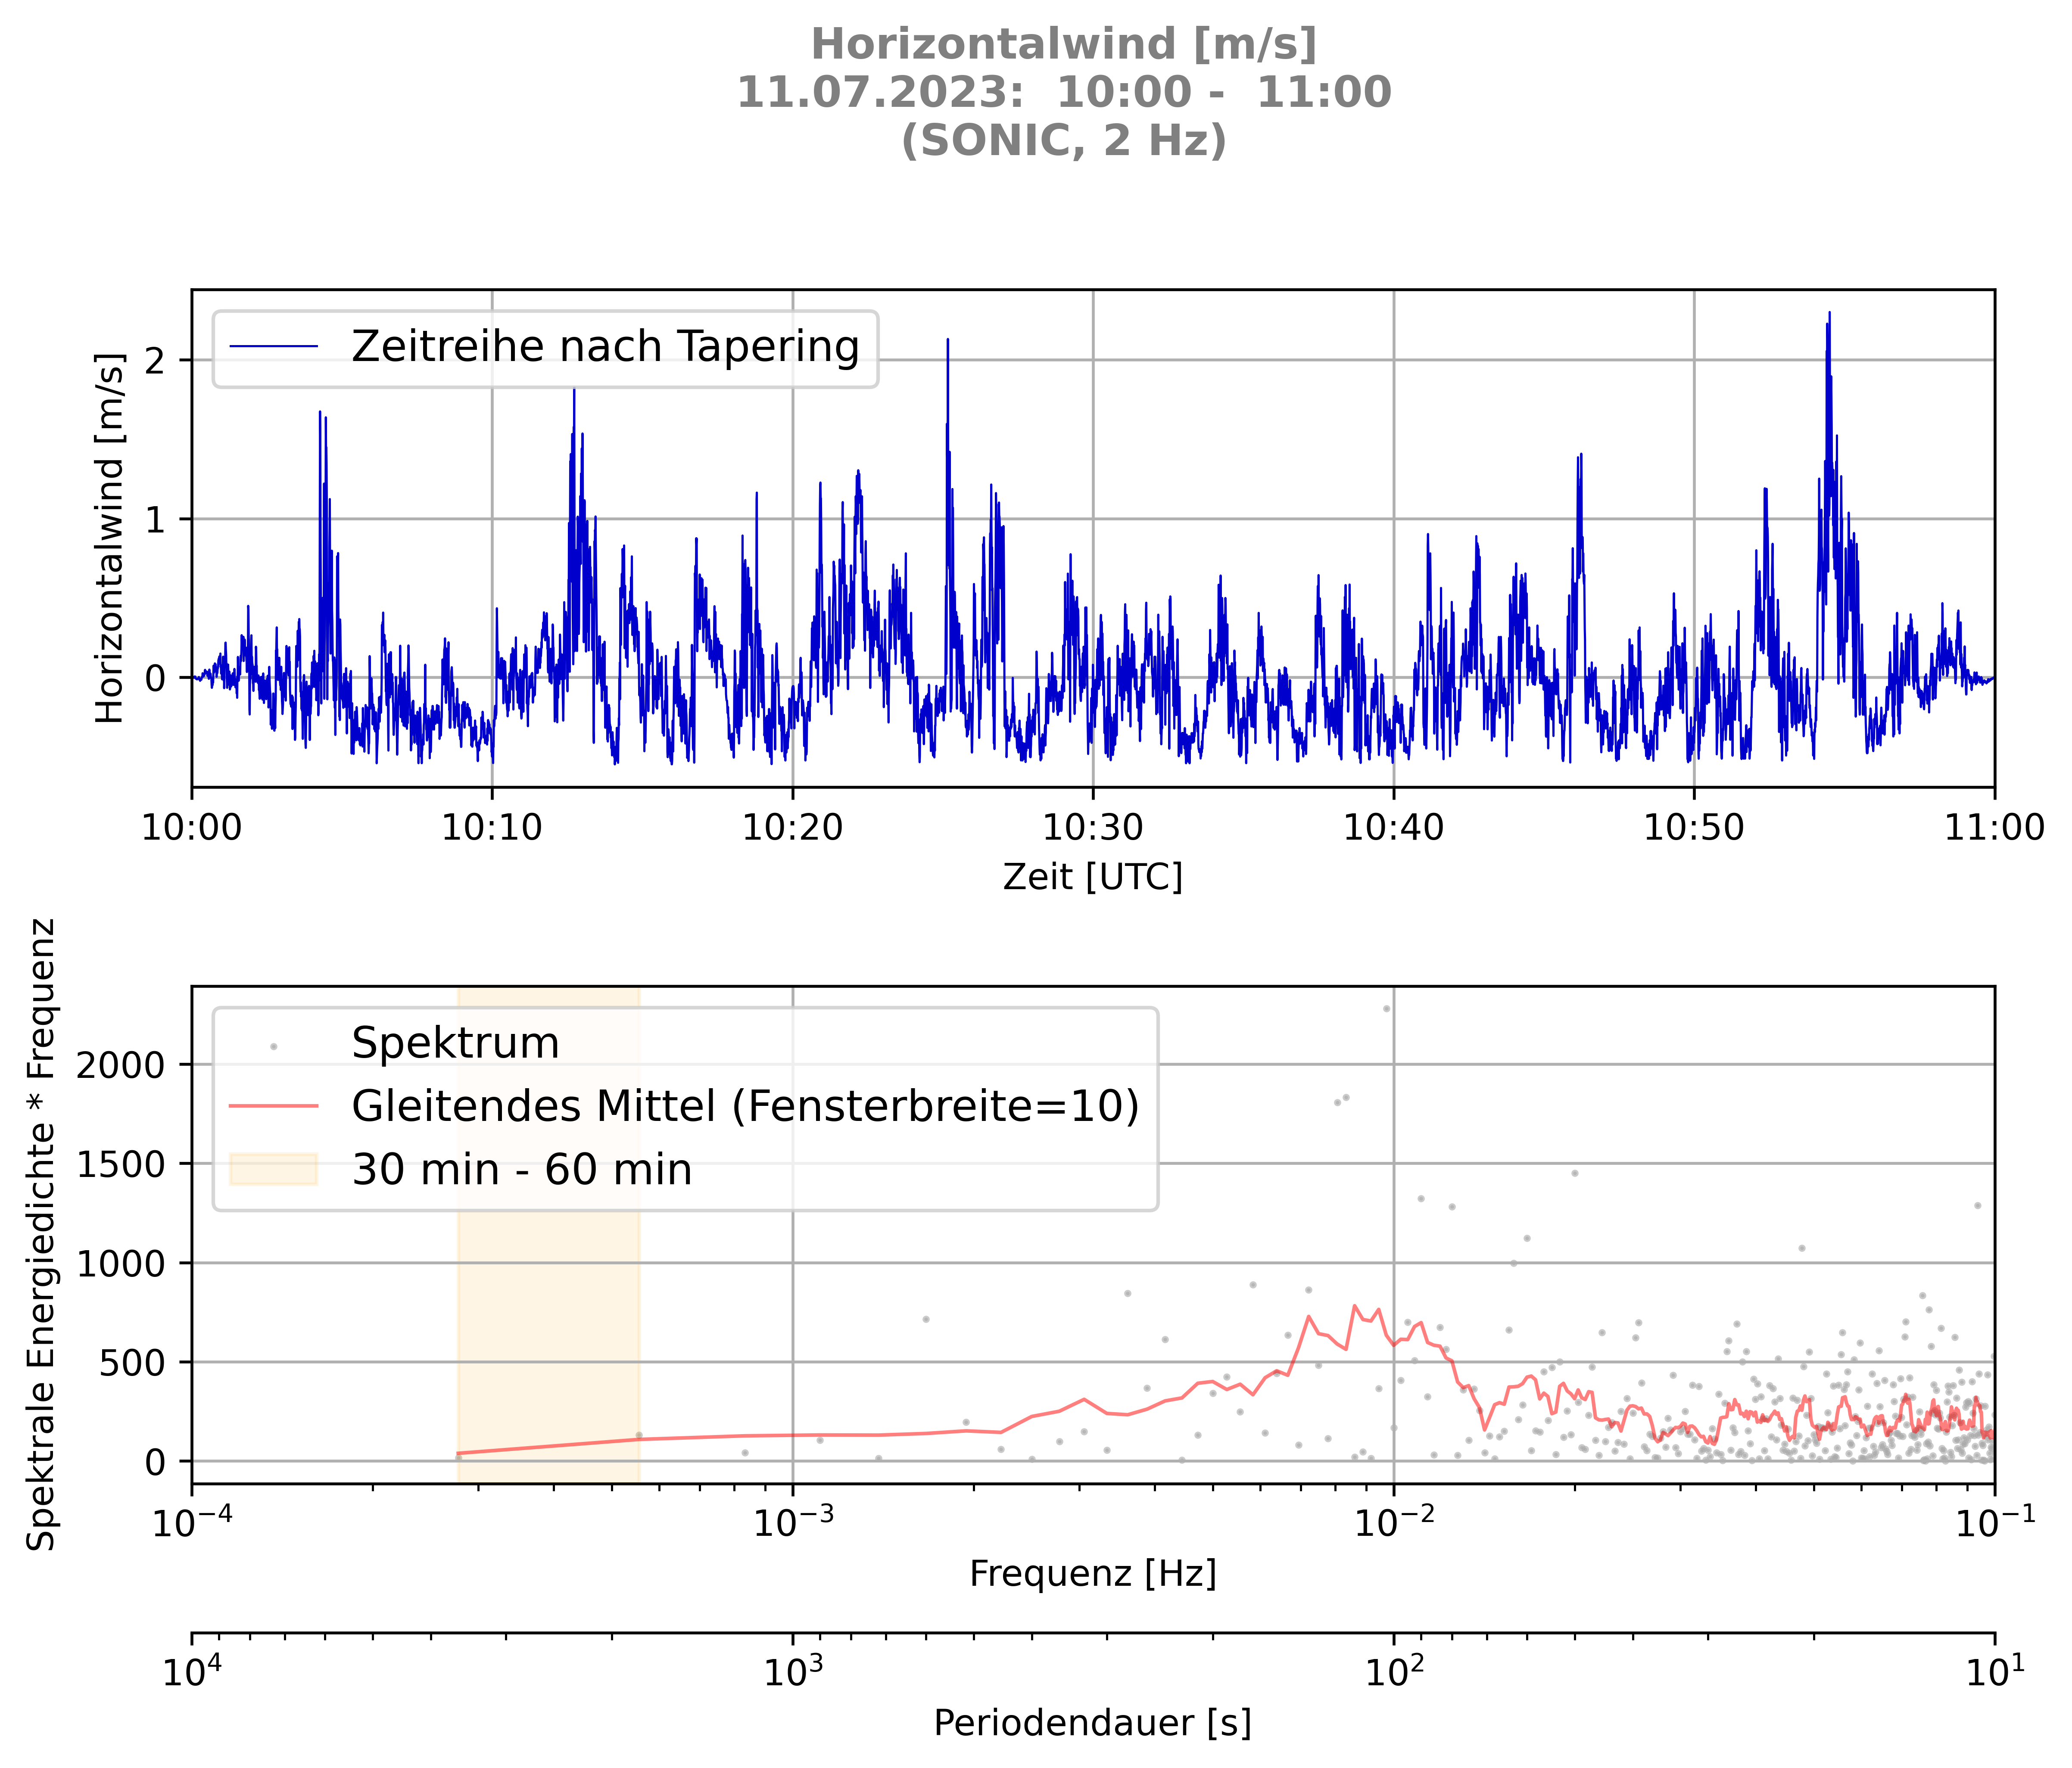 Horizontalwind [m/s]
11.07.2023:  10:00 -  11:00
(SONIC, 2 Hz)
Horizontalwind [m/s]
Zeitreihe nach Tapering
2
1
0
10:00 10:10 10:20 10:30 10:40 10:50 11:00
Zeit [UTC]
Spektrale Energiedichte * Frequenz
Spektrum
Gleitendes Mittel (Fensterbreite=10)
30 min - 60 min
2000
1500
1000
500
0
10⁻⁴ 10⁻³ 10⁻² 10⁻¹
Frequenz [Hz]
10⁴ 10³ 10² 10¹
Periodendauer [s]